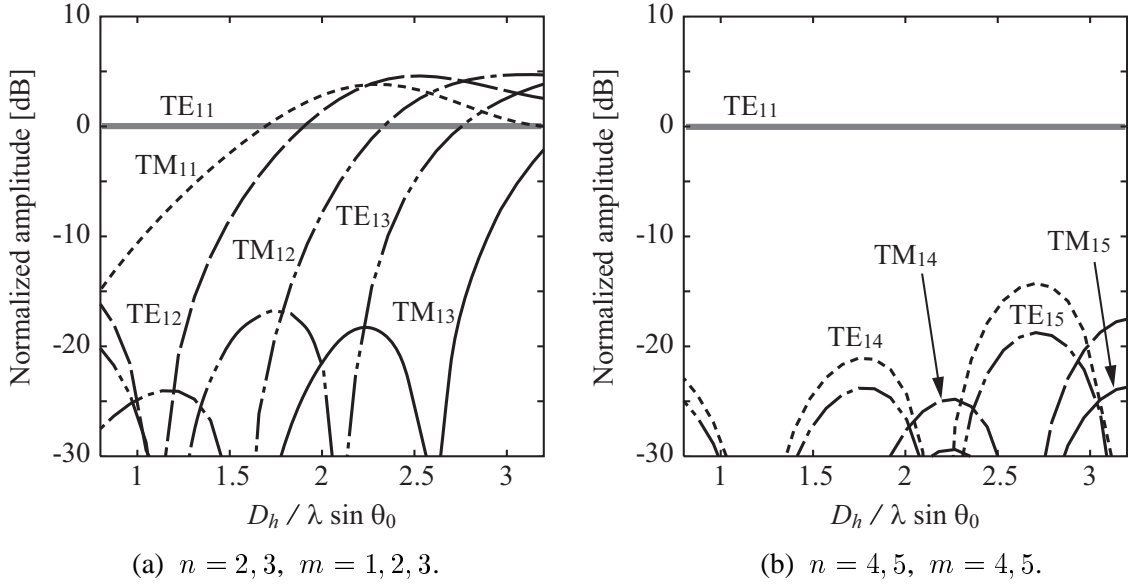 10
5
0
-10
-20
-30
Normalized amplitude [dB]
TE₁₁
TM₁₁
TE₁₂
TM₁₂
TE₁₃
TM₁₃
1
1.5
2
2.5
3
Dₕ / λ sin θ₀
(a) n = 2, 3, m = 1, 2, 3.
10
5
0
-10
-20
-30
Normalized amplitude [dB]
TE₁₁
TM₁₄
TM₁₅
TE₁₄
TE₁₅
1
1.5
2
2.5
3
Dₕ / λ sin θ₀
(b) n = 4, 5, m = 4, 5.